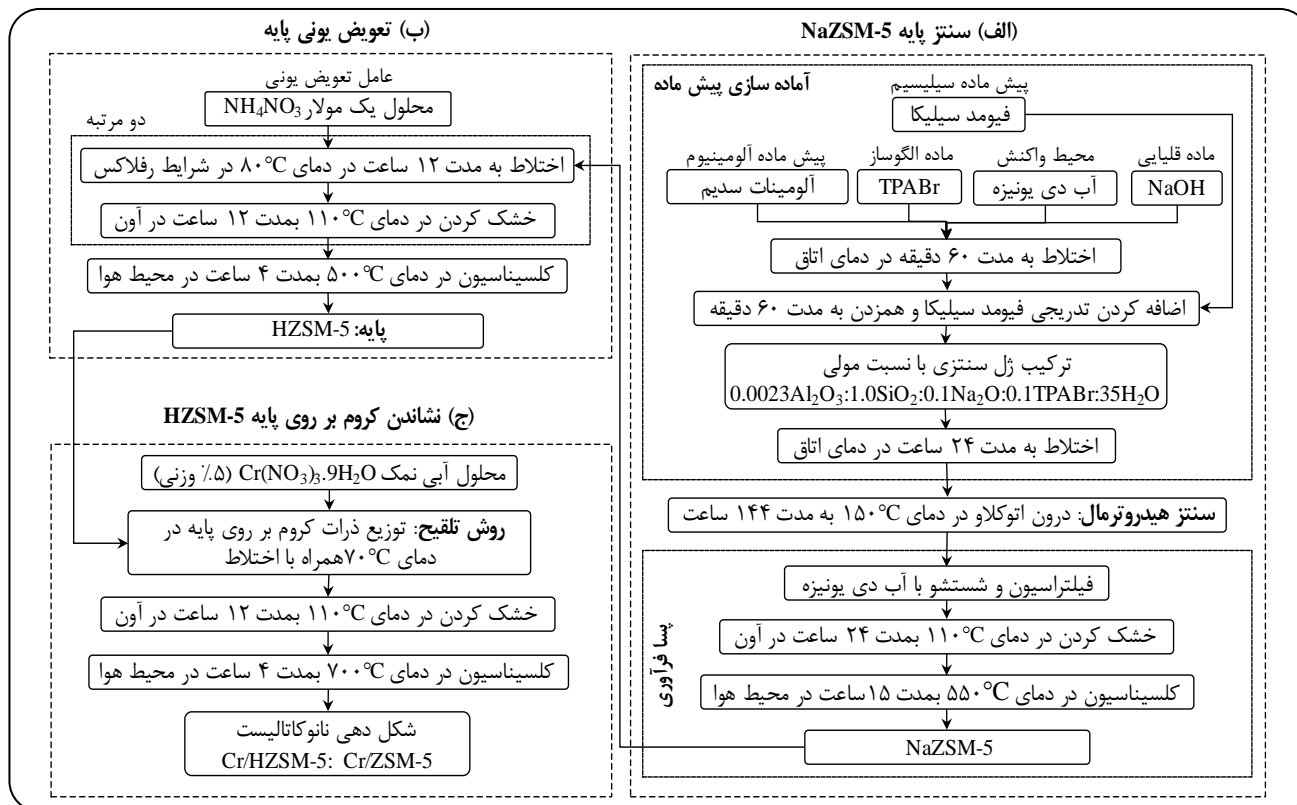 (الف) سنتز پایه NaZSM-5
آماده سازی پیش ماده
پیش ماده سیلیسیم
فیومد سیلیکا
ماده قلیایی
NaOH
محیط واکنش
آب دی یونیزه
ماده الگوساز
TPABr
پیش ماده آلومینیوم
آلومینات سدیم
اختلاط به مدت ۶۰ دقیقه در دمای اتاق
اضافه کردن تدریجی فیومد سیلیکا و همزدن به مدت ۶۰ دقیقه
ترکیب ژل سنتزی با نسبت مولی
0.0023Al₂O₃:1.0SiO₂:0.1Na₂O:0.1TPABr:35H₂O
اختلاط به مدت ۲۴ ساعت در دمای اتاق
سنتز هیدروترمال: درون اتوکلاو در دمای ۱۵۰°C به مدت ۱۴۴ ساعت
پسا فرآوری
فیلتراسیون و شستشو با آب دی یونیزه
خشک کردن در دمای ۱۱۰°C بمدت ۲۴ ساعت در آون
کلسیناسیون در دمای ۵۵۰°C بمدت ۱۵ساعت در محیط هوا
NaZSM-5
(ب) تعویض یونی پایه
عامل تعویض یونی
محلول یک مولار NH₄NO₃
دو مرتبه
اختلاط به مدت ۱۲ ساعت در دمای ۸۰°C در شرایط رفلاکس
خشک کردن در دمای ۱۱۰°C بمدت ۱۲ ساعت در آون
کلسیناسیون در دمای ۵۰۰°C بمدت ۴ ساعت در محیط هوا
پایه: HZSM-5
(ج) نشاندن کروم بر روی پایه HZSM-5
محلول آبی نمک Cr(NO₃)₃.9H₂O (۵٪ وزنی)
روش تلقیح: توزیع ذرات کروم بر روی پایه در
دمای ۷۰°C همراه با اختلاط
خشک کردن در دمای ۱۱۰°C بمدت ۱۲ ساعت در آون
کلسیناسیون در دمای ۷۰۰°C بمدت ۴ ساعت در محیط هوا
شکل دهی نانوکاتالیست
Cr/HZSM-5: Cr/ZSM-5